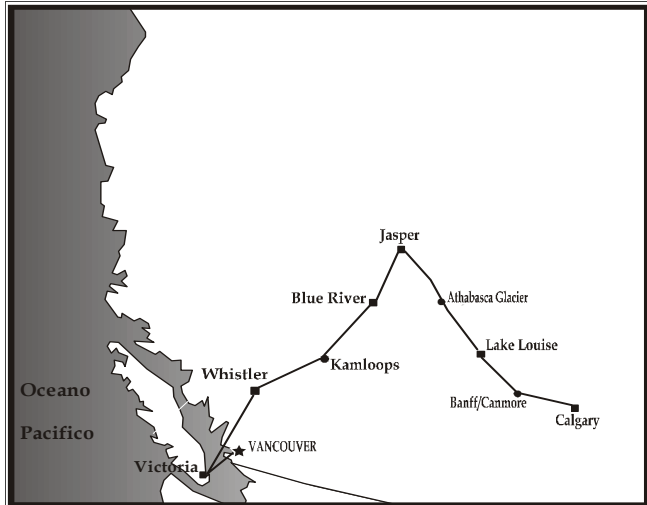 Jasper
Blue River
Athabasca Glacier
Lake Louise
Kamloops
Whistler
Oceano
Pacifico
Banff/Canmore
Calgary
VANCOUVER
Victoria